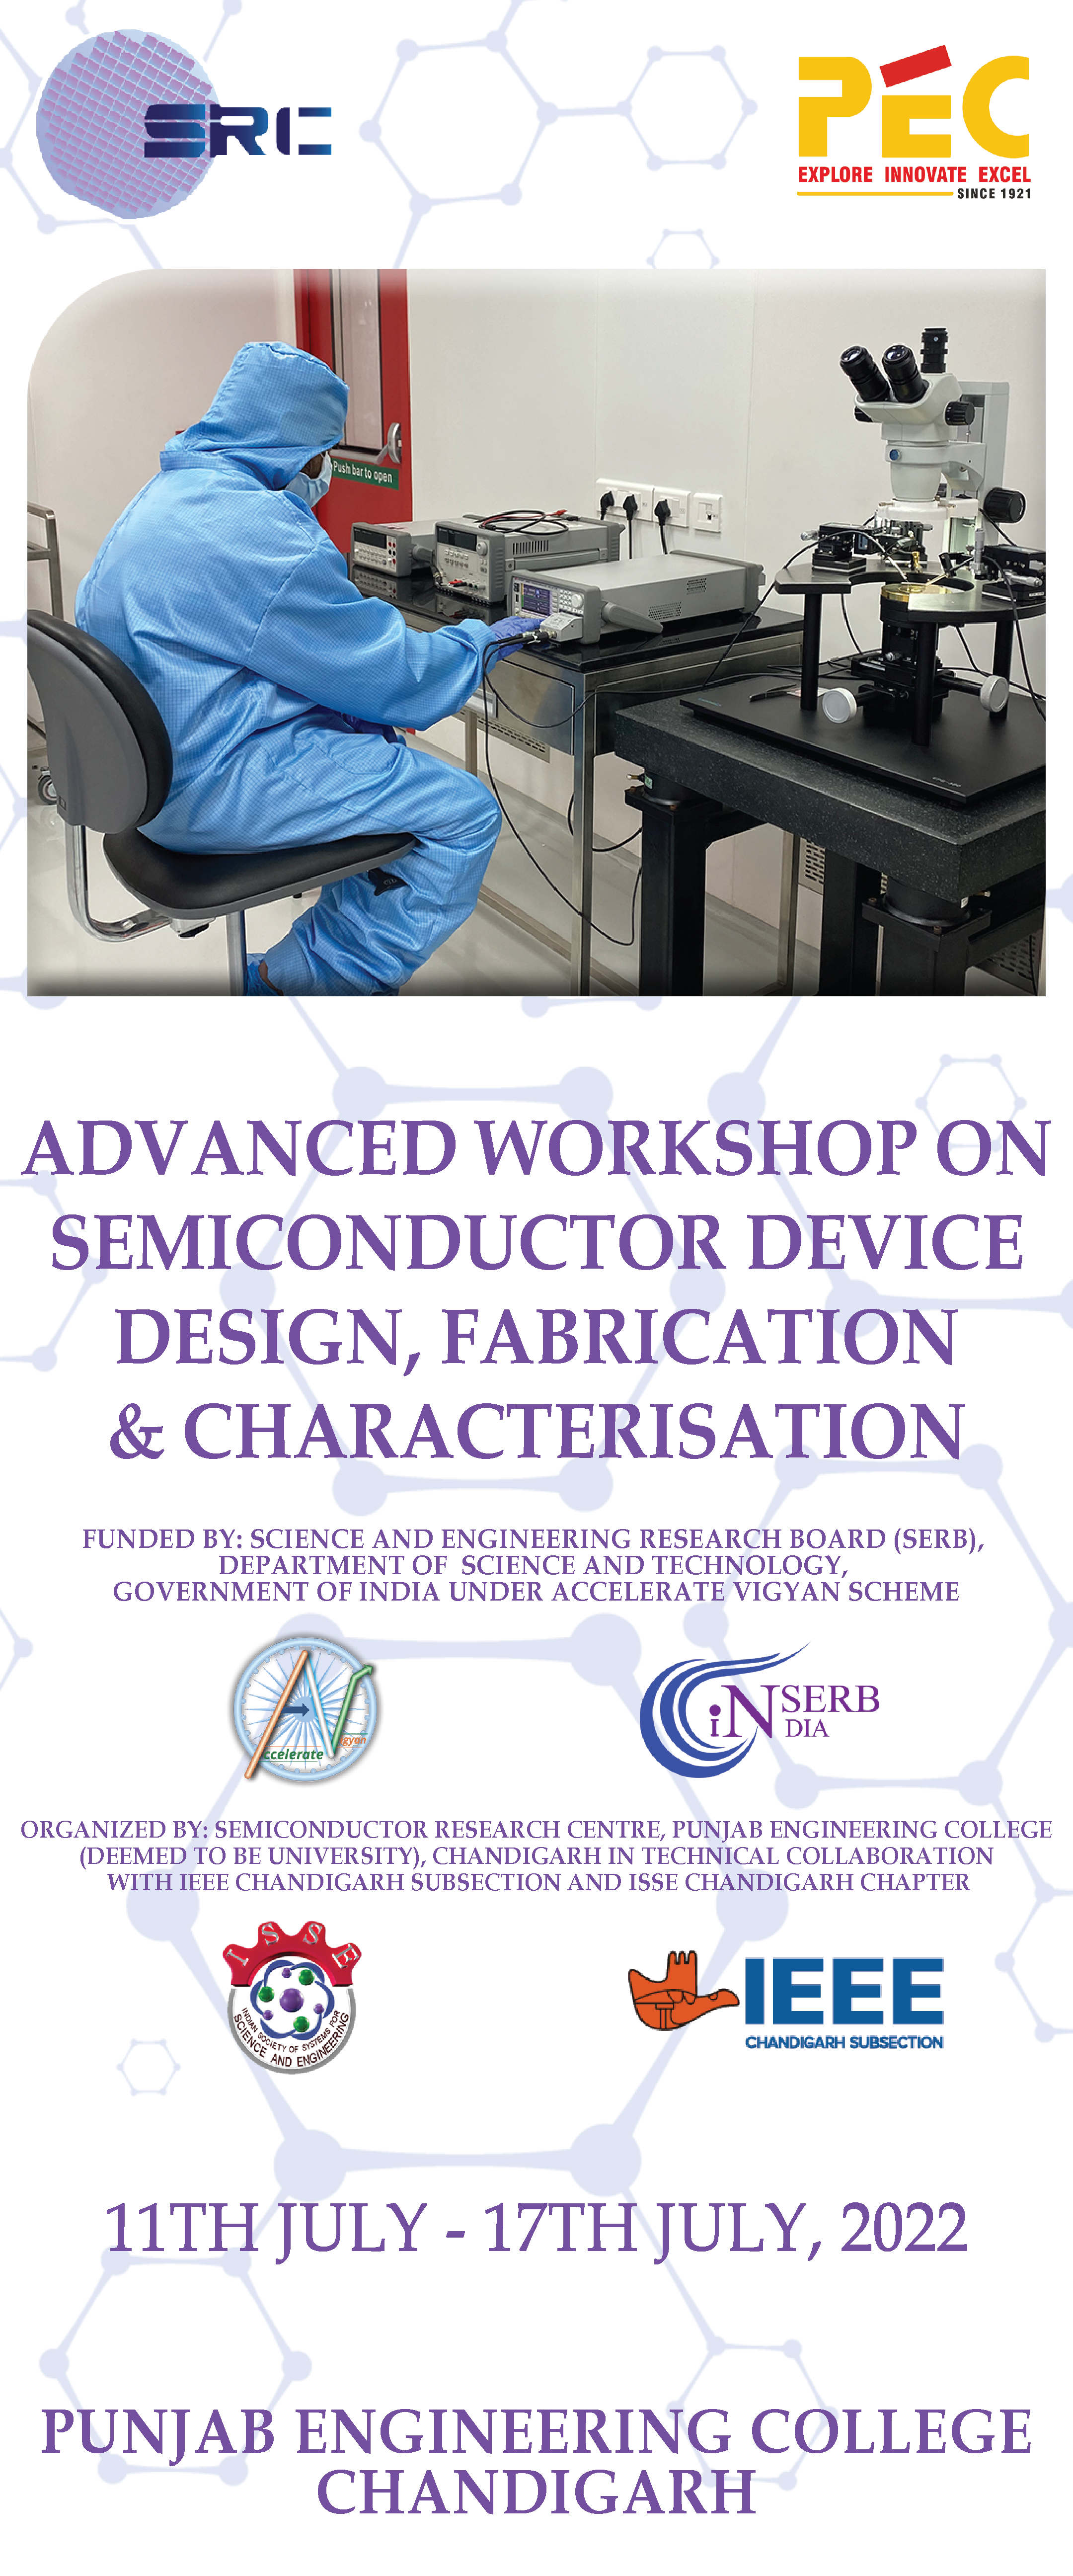 SRC
PEC
EXPLORE INNOVATE EXCEL
SINCE 1921
Push bar to open
ADVANCED WORKSHOP ON
SEMICONDUCTOR DEVICE
DESIGN, FABRICATION
& CHARACTERISATION
FUNDED BY: SCIENCE AND ENGINEERING RESEARCH BOARD (SERB),
DEPARTMENT OF SCIENCE AND TECHNOLOGY,
GOVERNMENT OF INDIA UNDER ACCELERATE VIGYAN SCHEME
Accelerate Vigyan
SERB
iNDIA
ORGANIZED BY: SEMICONDUCTOR RESEARCH CENTRE, PUNJAB ENGINEERING COLLEGE
(DEEMED TO BE UNIVERSITY), CHANDIGARH IN TECHNICAL COLLABORATION
WITH IEEE CHANDIGARH SUBSECTION AND ISSE CHANDIGARH CHAPTER
ISSE
INDIAN SOCIETY OF SYSTEMS FOR
SCIENCE AND ENGINEERING
IEEE
CHANDIGARH SUBSECTION
11TH JULY - 17TH JULY, 2022
PUNJAB ENGINEERING COLLEGE
CHANDIGARH